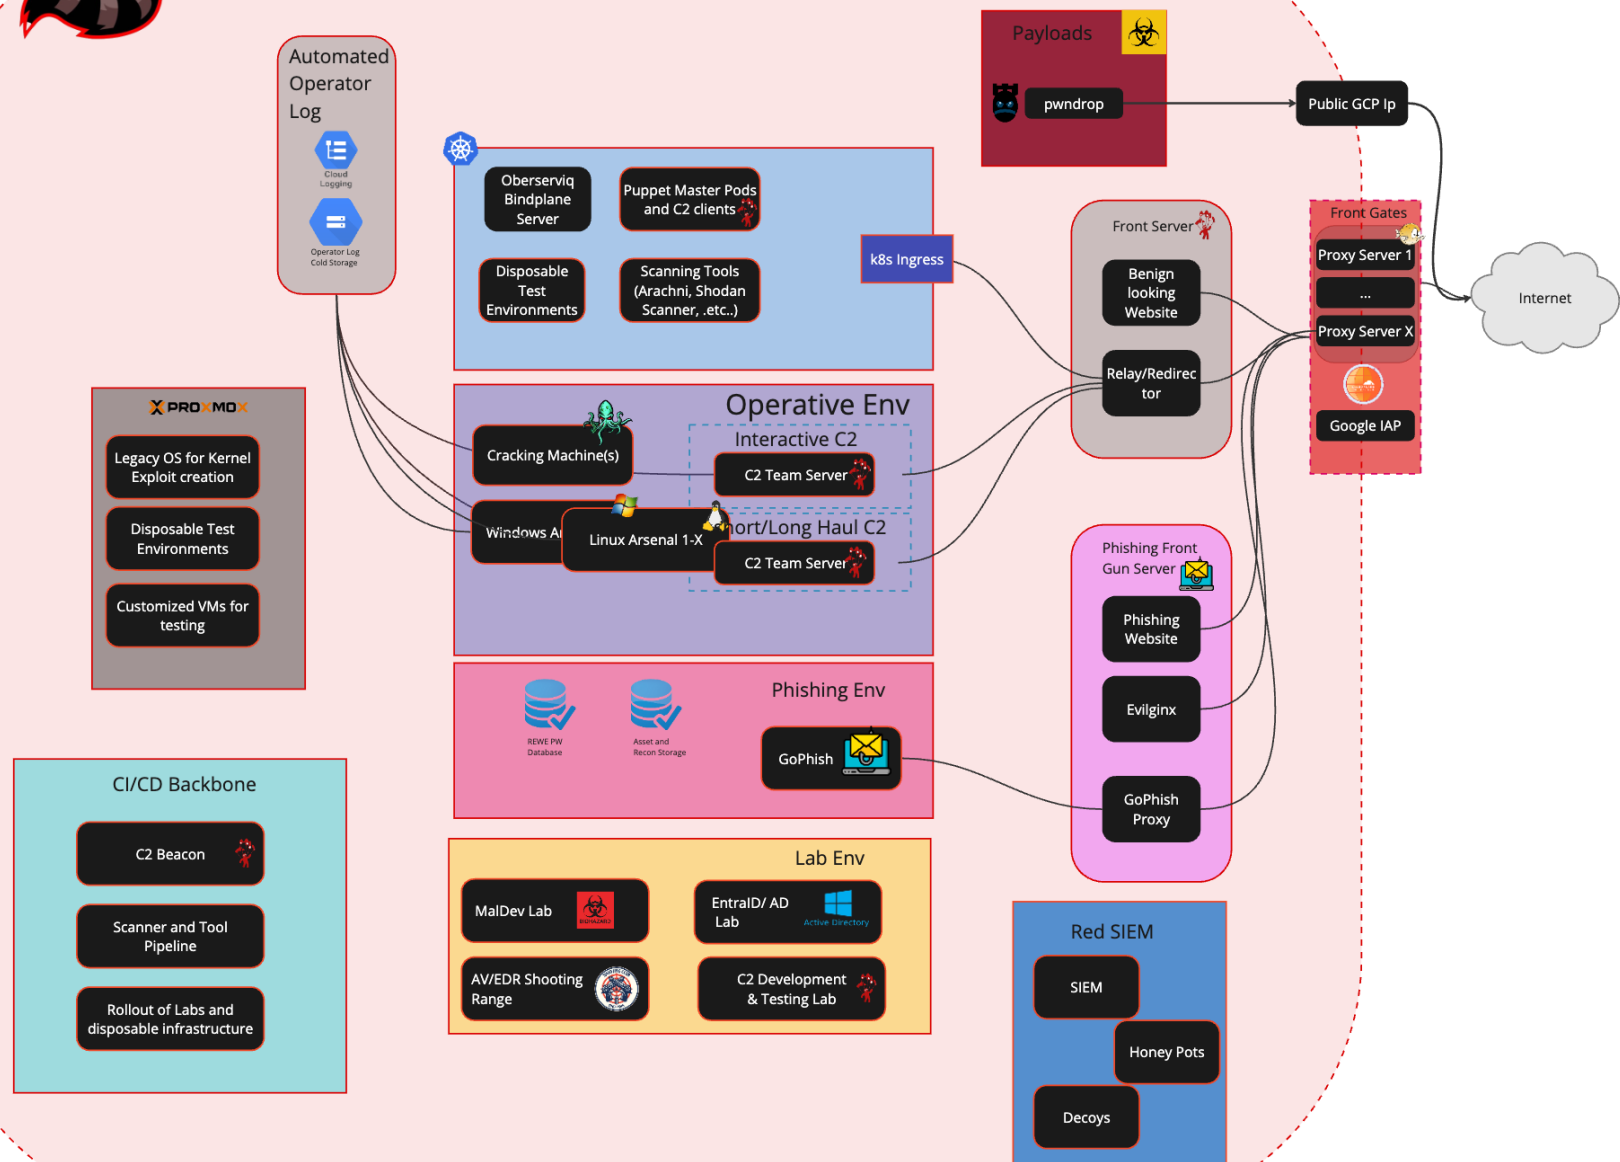 Automated
Operator
Log
Cloud
Logging
Operator Log
Cold Storage
Payloads
pwndrop
Public GCP Ip
Oberserviq
Bindplane
Server
Puppet Master Pods
and C2 clients
Disposable
Test
Environments
Scanning Tools
(Arachni, Shodan
Scanner, .etc..)
k8s Ingress
Front Server
Benign
looking
Website
Relay/Redirec
tor
Front Gates
Proxy Server 1
...
Proxy Server X
Google IAP
Internet
PROXMOX
Legacy OS for Kernel
Exploit creation
Disposable Test
Environments
Customized VMs for
testing
Operative Env
Interactive C2
Cracking Machine(s)
C2 Team Server
Windows Ar
Linux Arsenal 1-X
hort/Long Haul C2
C2 Team Server
Phishing Front
Gun Server
Phishing
Website
Evilginx
GoPhish
Proxy
Phishing Env
REWE PW
Database
Asset and
Recon Storage
GoPhish
CI/CD Backbone
C2 Beacon
Scanner and Tool
Pipeline
Rollout of Labs and
disposable infrastructure
Lab Env
MalDev Lab
BIOHAZARD
EntraID/ AD
Lab
Active Directory
AV/EDR Shooting
Range
C2 Development
& Testing Lab
Red SIEM
SIEM
Honey Pots
Decoys